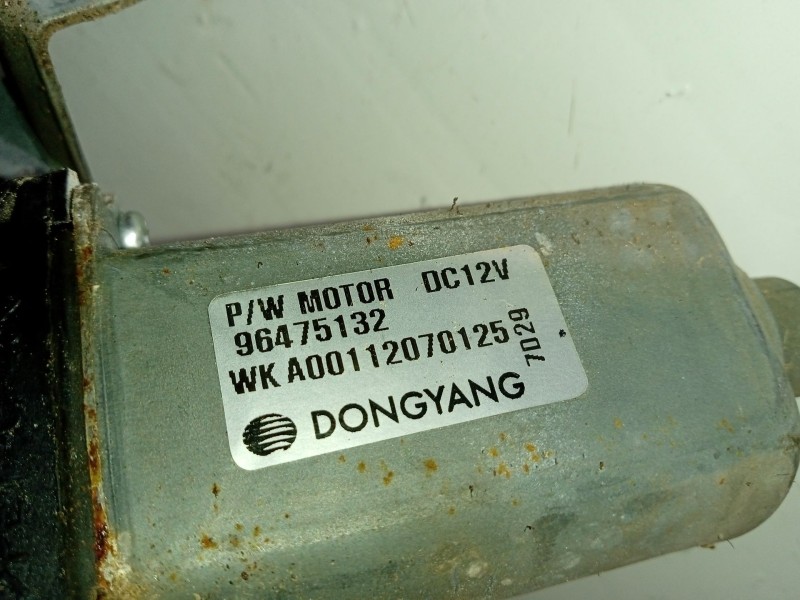 P/W MOTOR DC12V
96475132
WK A00112070125
7029
DONGYANG